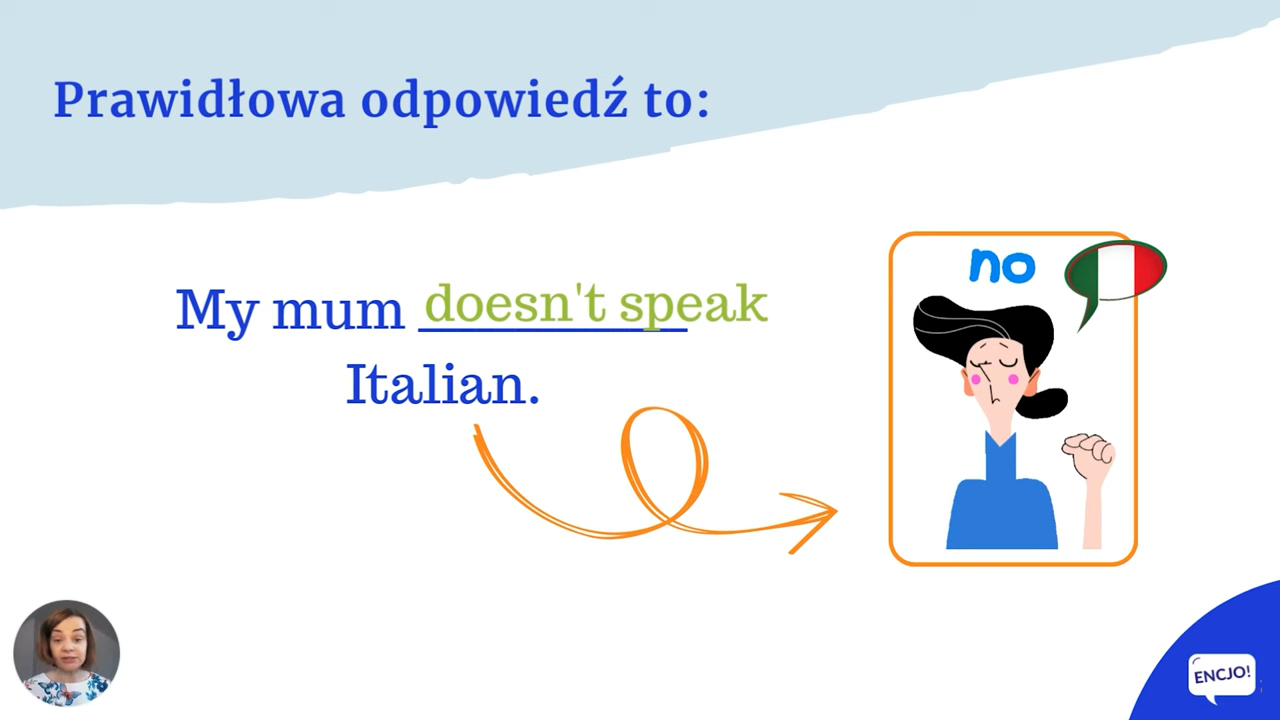 Prawidłowa odpowiedź to:
My mum doesn't speak
Italian.
no
ENCJO!